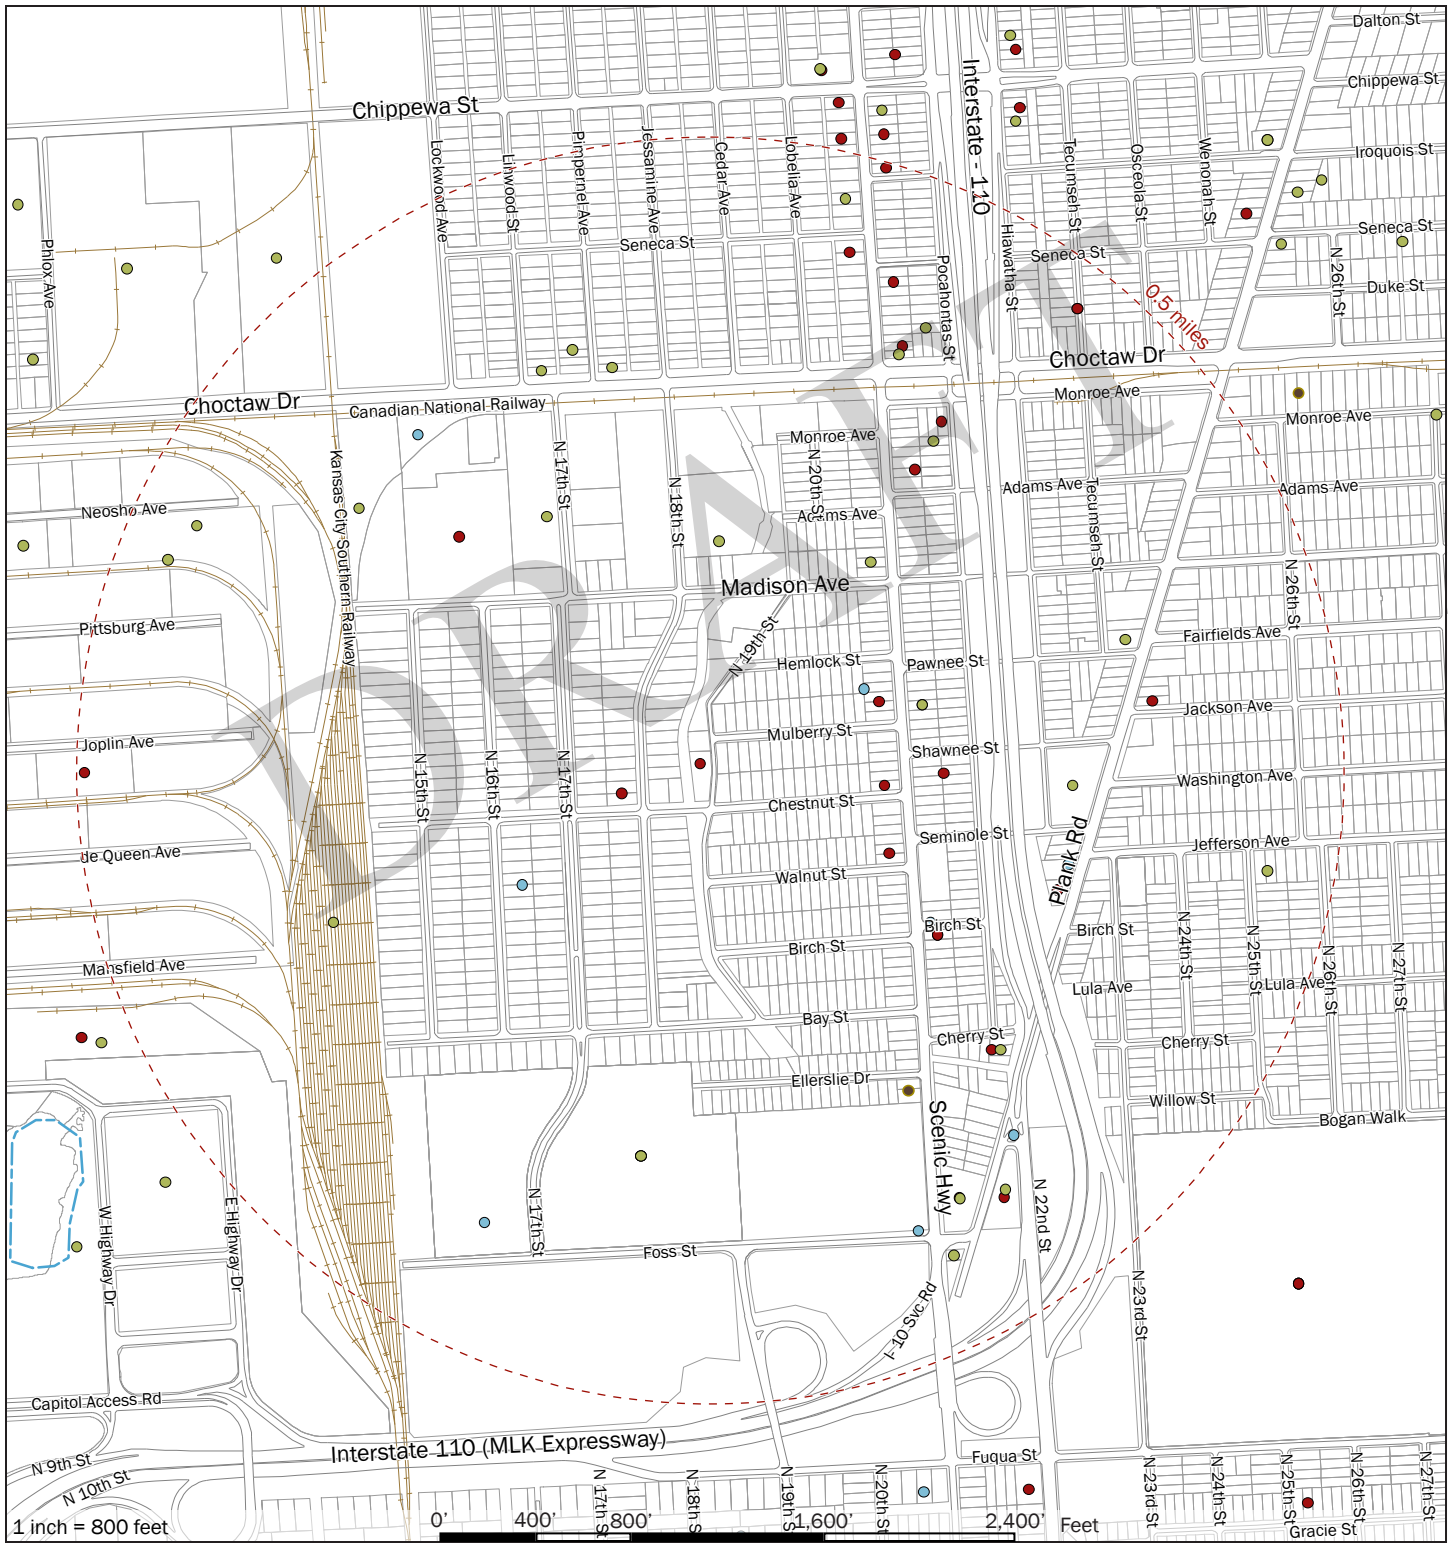 Dalton St
Chippewa St
Chippewa St
Interstate - 110
Iroquois St
Lockwood Ave
Linwood St
Pimpernel Ave
Jessamine Ave
Cedar Ave
Lobelia Ave
Tecumseh St
Osceola St
Wenonah St
Seneca St
Seneca St
Seneca St
Phlox Ave
Pocahontas St
Hiawatha St
N 26th St
Duke St
0.5 miles
Choctaw Dr
Choctaw Dr
Canadian National Railway
Monroe Ave
Monroe Ave
Monroe Ave
DRAFT
Kansas City Southern Railway
N 17th St
N 18th St
N 20th St
Adams Ave
Adams Ave
Adams Ave
Tecumseh St
Neosho Ave
Madison Ave
N 26th St
Pittsburg Ave
N 19th St
Fairfields Ave
Hemlock St
Pawnee St
Jackson Ave
Mulberry St
Shawnee St
Joplin Ave
N 15th St
N 16th St
N 17th St
Washington Ave
Chestnut St
Seminole St
Plank Rd
Jefferson Ave
de Queen Ave
Walnut St
Birch St
Birch St
Birch St
N 24th St
N 25th St
N 26th St
N 27th St
Mansfield Ave
Lula Ave
Lula Ave
Bay St
Cherry St
Cherry St
Ellerslie Dr
Willow St
Bogan Walk
Scenic Hwy
N 22nd St
W Highway Dr
E Highway Dr
N 17th St
Foss St
I-10 Svc Rd
N 23rd St
Capitol Access Rd
Interstate 110 (MLK Expressway)
N 9th St
N 10th St
Fuqua St
N 17th S
N 18th S
N 19th S
N 20th St
N 23rd St
N 24th St
N 25th St
N 26th St
N 27th St
Gracie St
1 inch = 800 feet
0' 400' 800' 1,600' 2,400' Feet